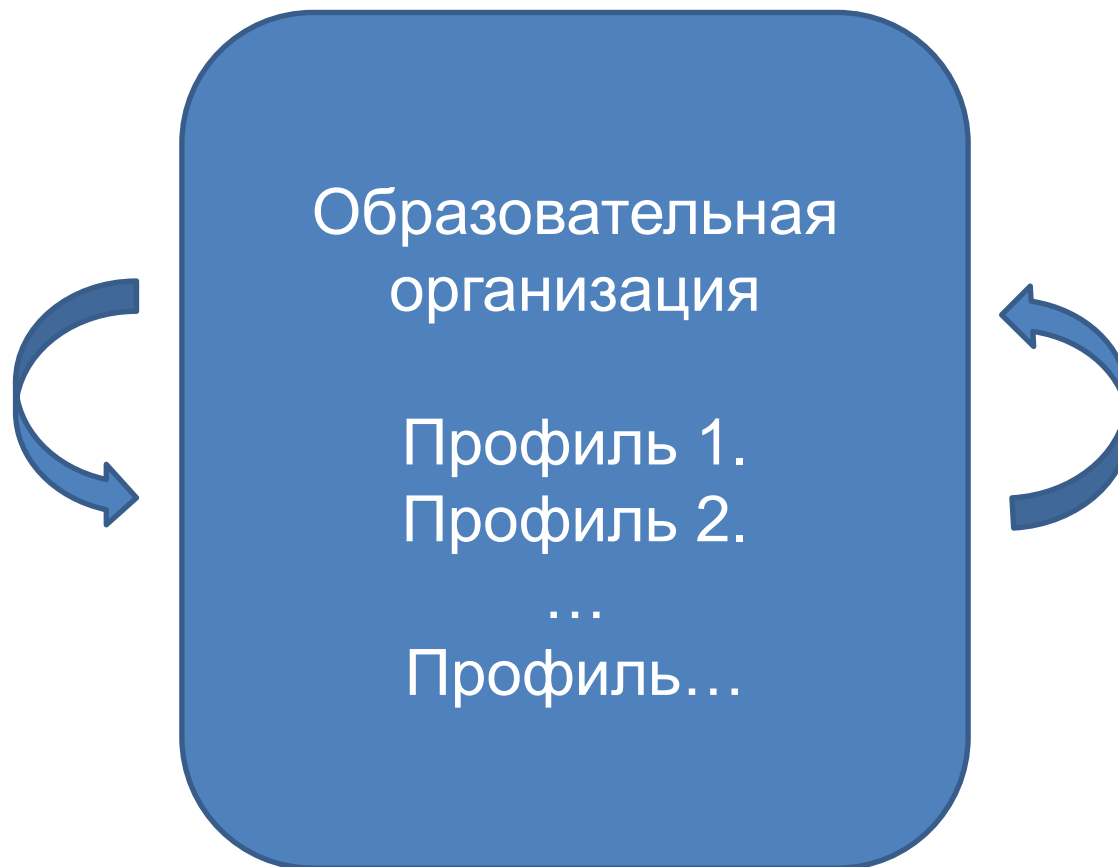 Образовательная
организация
Профиль 1.
Профиль 2.
…
Профиль…